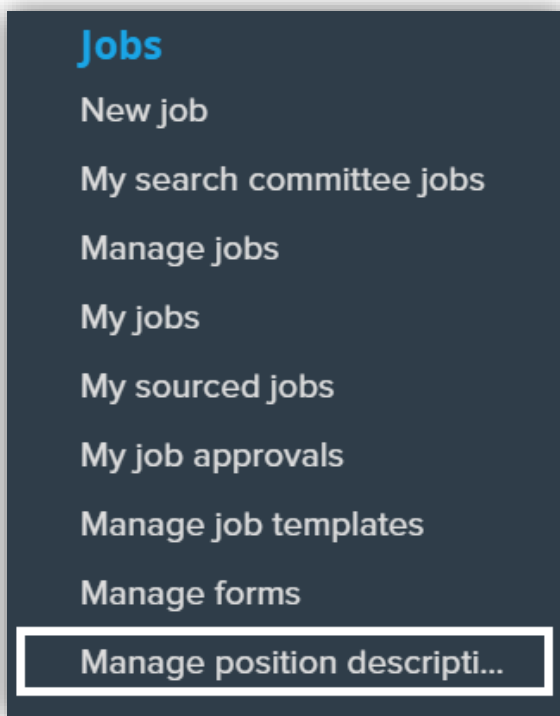 Jobs
New job
My search committee jobs
Manage jobs
My jobs
My sourced jobs
My job approvals
Manage job templates
Manage forms
Manage position descripti...